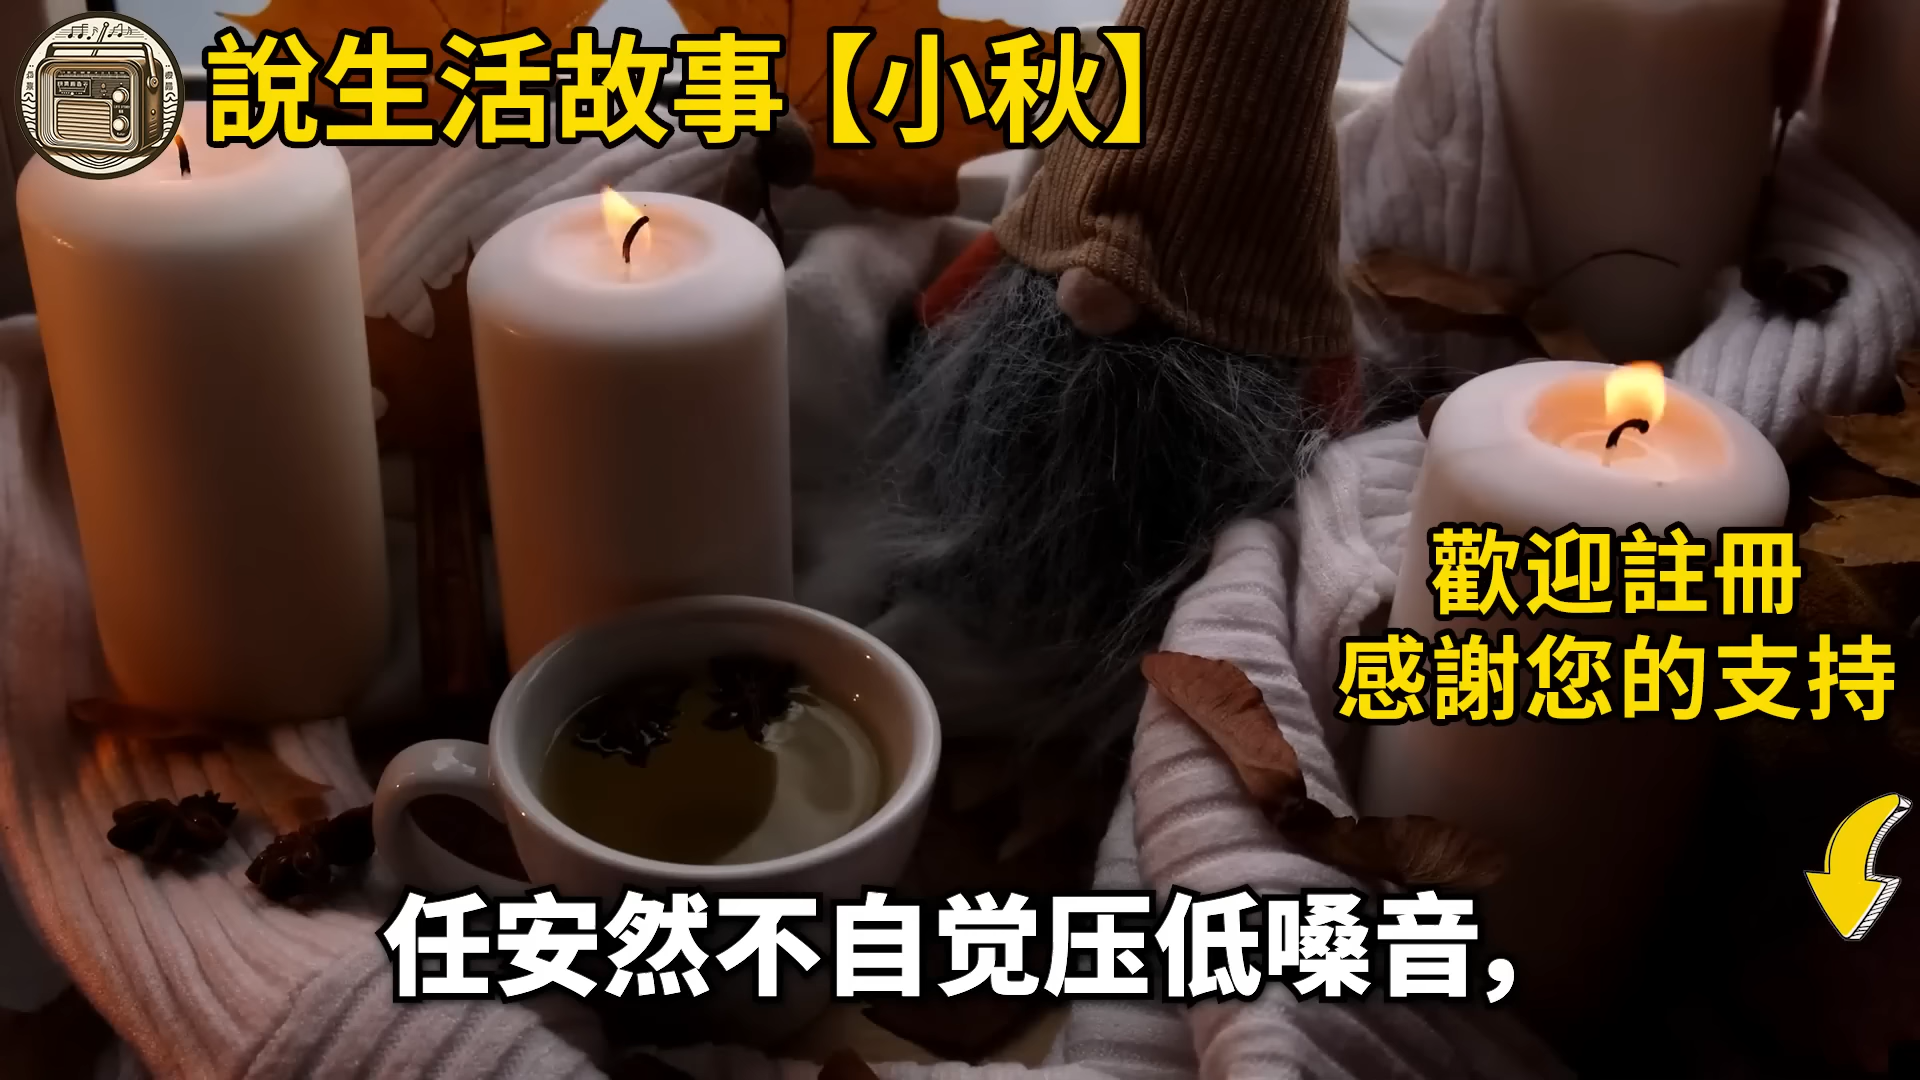 說生活故事【小秋】
歡迎註冊
感謝您的支持
任安然不自觉压低嗓音，